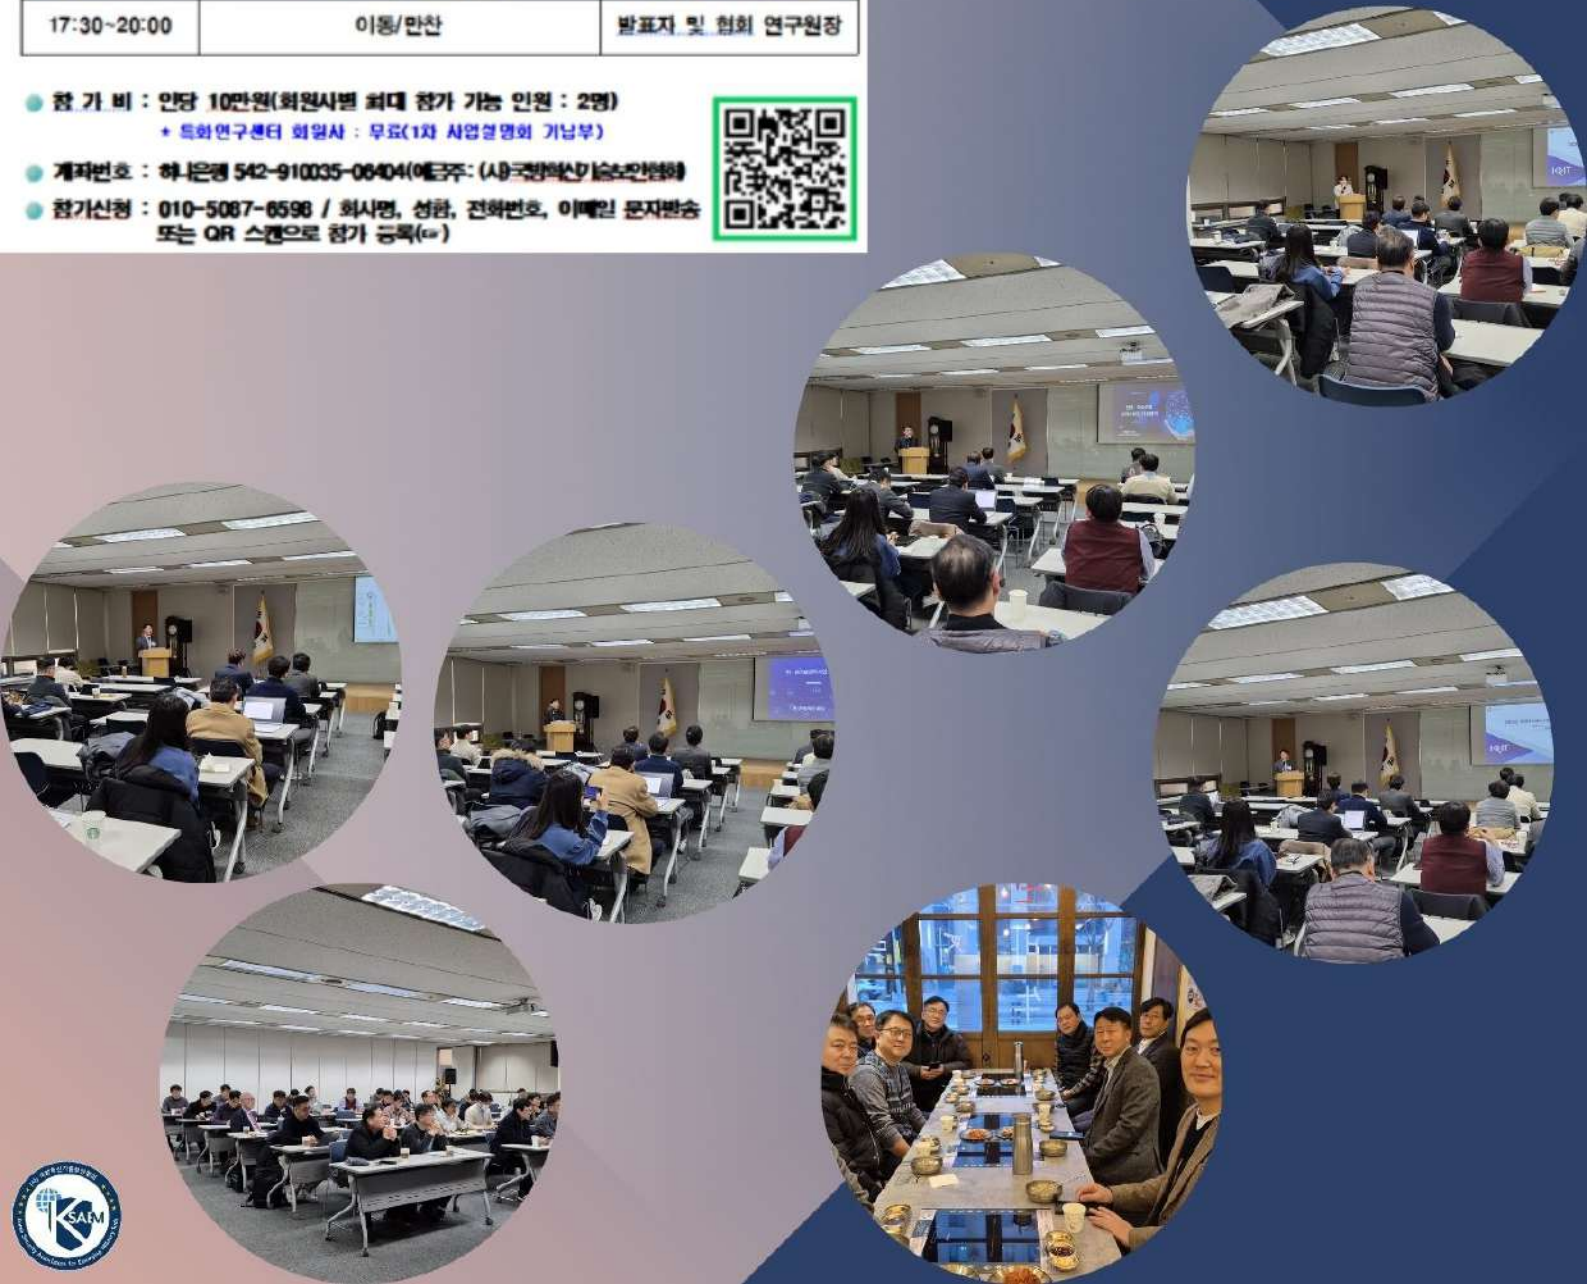 17:30~20:00 이동/만찬 발표자 및 협회 연구원장
참 가 비 : 인당 10만원(회원사별 최대 참가 가능 인원 : 2명)
* 특화연구센터 회원사 : 무료(1차 사업설명회 기납부)
계좌번호 : 하나은행 542-910035-06404(예금주: (사)국방혁신기술보안협회)
참가신청 : 010-5087-6598 / 회사명, 성함, 전화번호, 이메일 문자발송
또는 QR 스캔으로 참가 등록(☞)
KSAEM